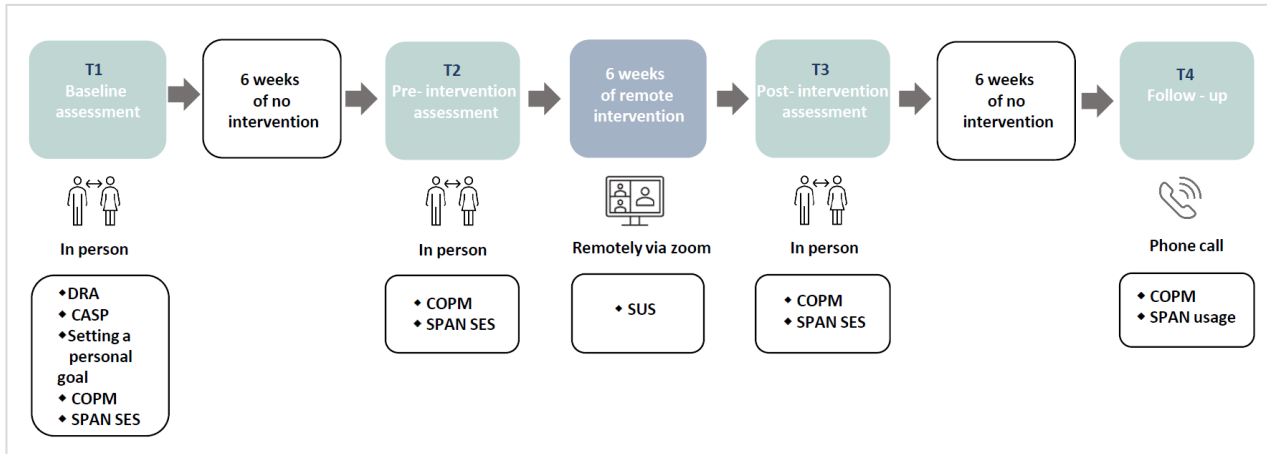 T1
Baseline
assessment
6 weeks
of no
intervention
T2
Pre- intervention
assessment
6 weeks
of remote
intervention
T3
Post- intervention
assessment
6 weeks
of no
intervention
T4
Follow - up
In person
In person
Remotely via zoom
In person
Phone call
◆DRA
◆ CASP
◆Setting a
personal
goal
◆ COPM
◆ SPAN SES
◆ COPM
◆ SPAN SES
◆ SUS
◆ COPM
◆ SPAN SES
◆ COPM
◆ SPAN usage